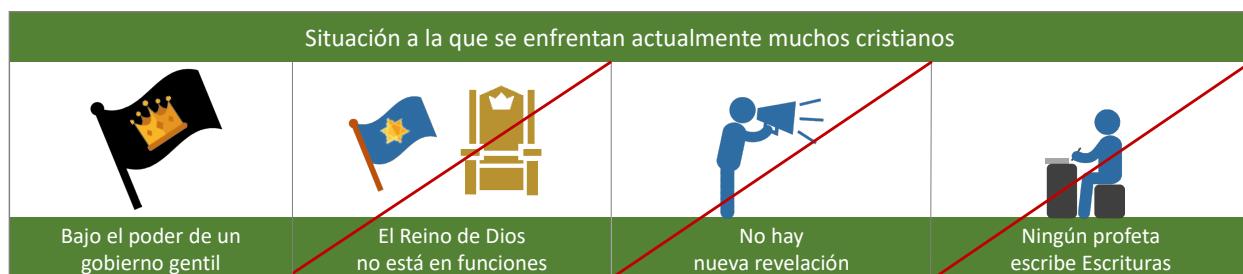 Situación a la que se enfrentan actualmente muchos cristianos
Bajo el poder de un
gobierno gentil
El Reino de Dios
no está en funciones
No hay
nueva revelación
Ningún profeta
escribe Escrituras